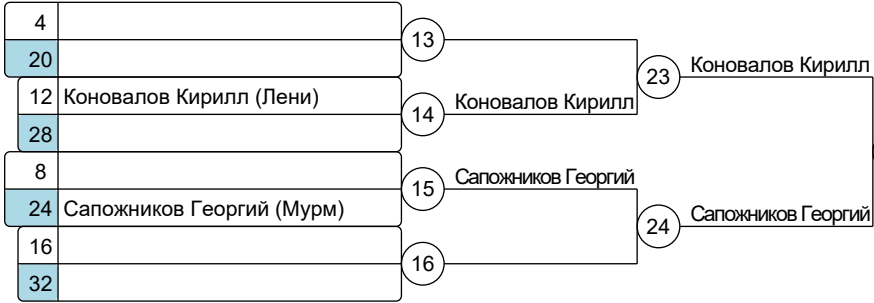 4
13
20
23
Коновалов Кирилл
12 Коновалов Кирилл (Лени)
14
Коновалов Кирилл
28
8
15
Сапожников Георгий
24 Сапожников Георгий (Мурм)
24
Сапожников Георгий
16
16
32